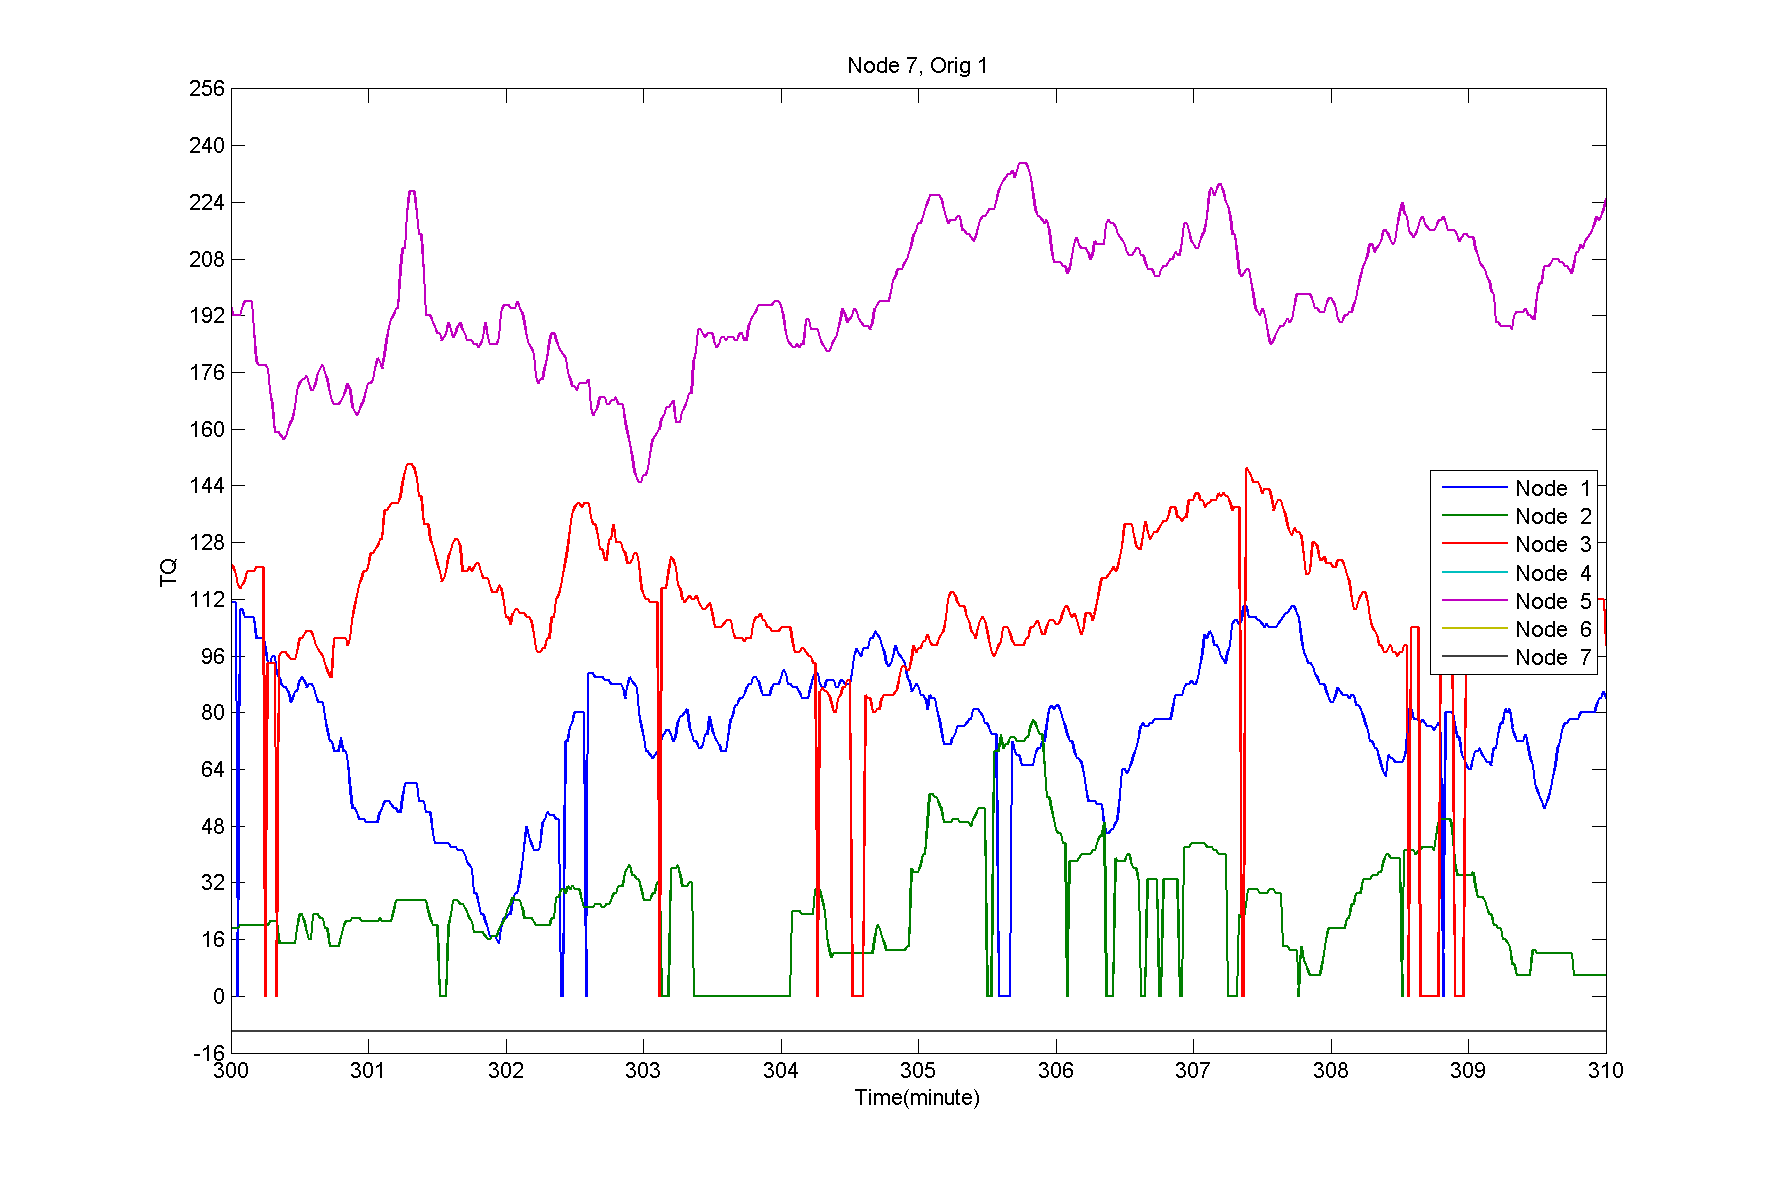 Node 7, Orig 1
256
240
224
208
192
176
160
144
128
112
96
80
64
48
32
16
0
-16
TQ
Node 1
Node 2
Node 3
Node 4
Node 5
Node 6
Node 7
300 301 302 303 304 305 306 307 308 309 310
Time(minute)